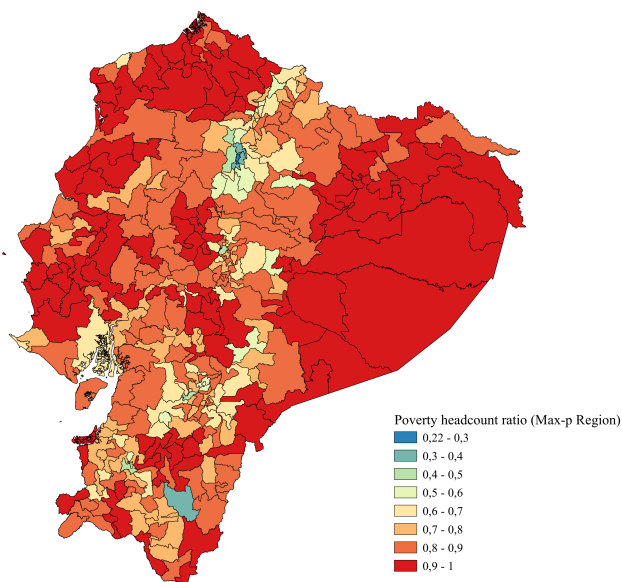 Poverty headcount ratio (Max-p Region)
0,22 - 0,3
0,3 - 0,4
0,4 - 0,5
0,5 - 0,6
0,6 - 0,7
0,7 - 0,8
0,8 - 0,9
0,9 - 1